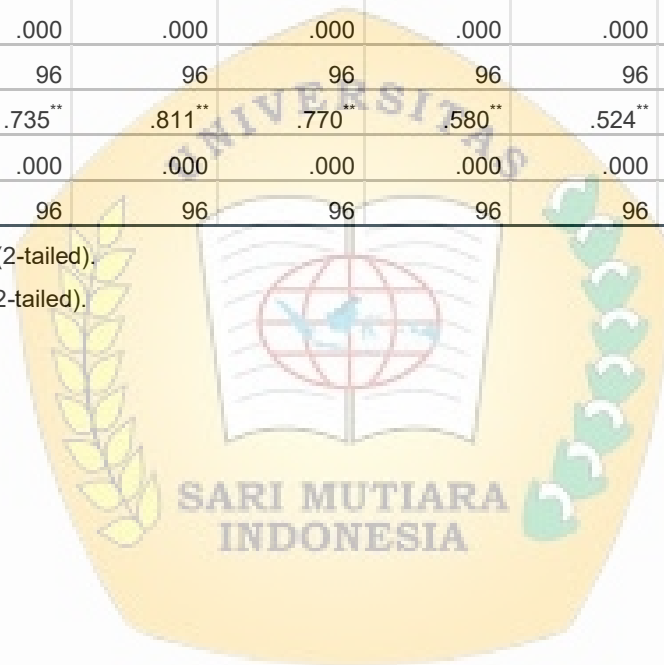 .000 .000 .000 .000 .000
96 96 96 96 96
.735** .811** .770** .580** .524**
.000 .000 .000 .000 .000
96 96 96 96 96
(2-tailed).
2-tailed).
UNIVERSITAS
SARI MUTIARA
INDONESIA